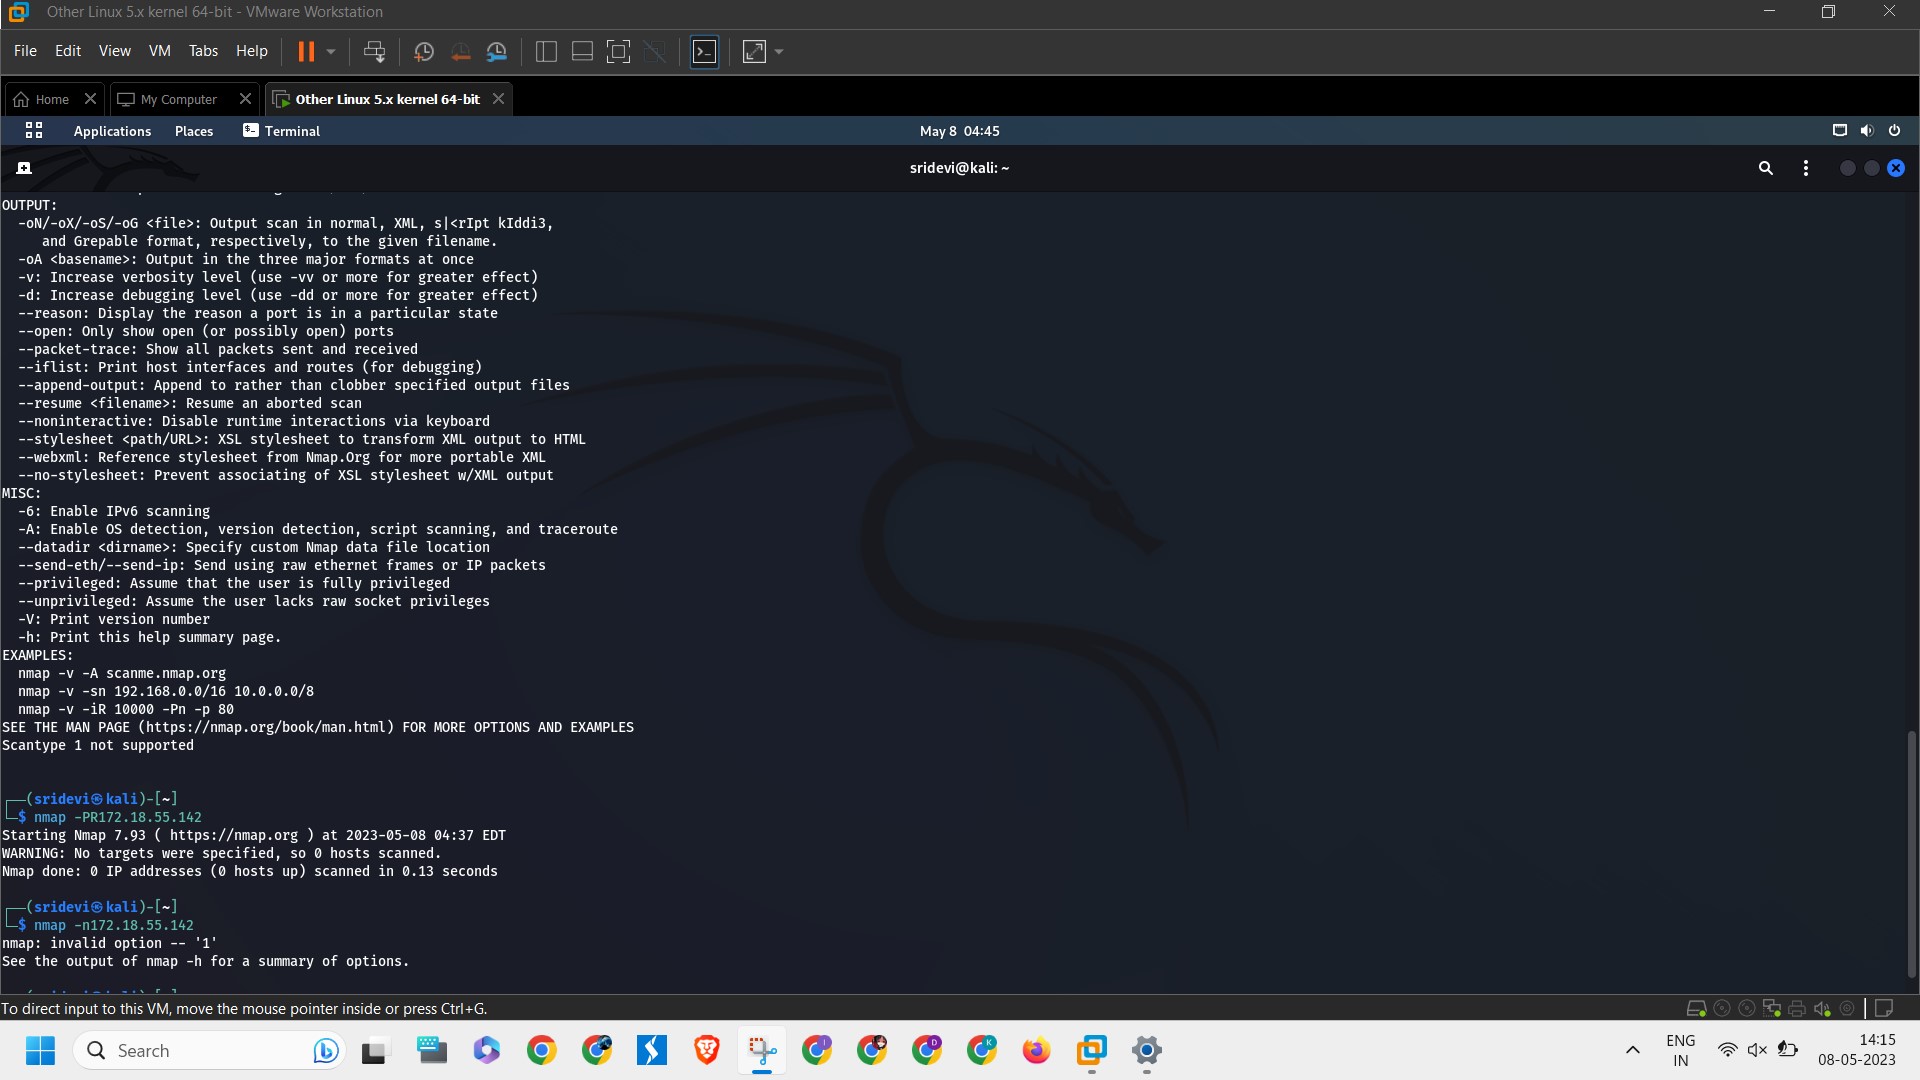 Other Linux 5.x kernel 64-bit - VMware Workstation
File Edit View VM Tabs Help
Home My Computer Other Linux 5.x kernel 64-bit
Applications Places Terminal May 8 04:45
sridevi@kali: ~
OUTPUT:
-oN/-oX/-oS/-oG <file>: Output scan in normal, XML, s|<rIpt kIddi3,
and Grepable format, respectively, to the given filename.
-oA <basename>: Output in the three major formats at once
-v: Increase verbosity level (use -vv or more for greater effect)
-d: Increase debugging level (use -dd or more for greater effect)
--reason: Display the reason a port is in a particular state
--open: Only show open (or possibly open) ports
--packet-trace: Show all packets sent and received
--iflist: Print host interfaces and routes (for debugging)
--append-output: Append to rather than clobber specified output files
--resume <filename>: Resume an aborted scan
--noninteractive: Disable runtime interactions via keyboard
--stylesheet <path/URL>: XSL stylesheet to transform XML output to HTML
--webxml: Reference stylesheet from Nmap.Org for more portable XML
--no-stylesheet: Prevent associating of XSL stylesheet w/XML output
MISC:
-6: Enable IPv6 scanning
-A: Enable OS detection, version detection, script scanning, and traceroute
--datadir <dirname>: Specify custom Nmap data file location
--send-eth/--send-ip: Send using raw ethernet frames or IP packets
--privileged: Assume that the user is fully privileged
--unprivileged: Assume the user lacks raw socket privileges
-V: Print version number
-h: Print this help summary page.
EXAMPLES:
nmap -v -A scanme.nmap.org
nmap -v -sn 192.168.0.0/16 10.0.0.0/8
nmap -v -iR 10000 -Pn -p 80
SEE THE MAN PAGE (https://nmap.org/book/man.html) FOR MORE OPTIONS AND EXAMPLES
Scantype 1 not supported
┌──(sridevi㉿kali)-[~]
└─$ nmap -PR172.18.55.142
Starting Nmap 7.93 ( https://nmap.org ) at 2023-05-08 04:37 EDT
WARNING: No targets were specified, so 0 hosts scanned.
Nmap done: 0 IP addresses (0 hosts up) scanned in 0.13 seconds
┌──(sridevi㉿kali)-[~]
└─$ nmap -n172.18.55.142
nmap: invalid option -- '1'
See the output of nmap -h for a summary of options.
To direct input to this VM, move the mouse pointer inside or press Ctrl+G.
Search
ENG
IN
14:15
08-05-2023